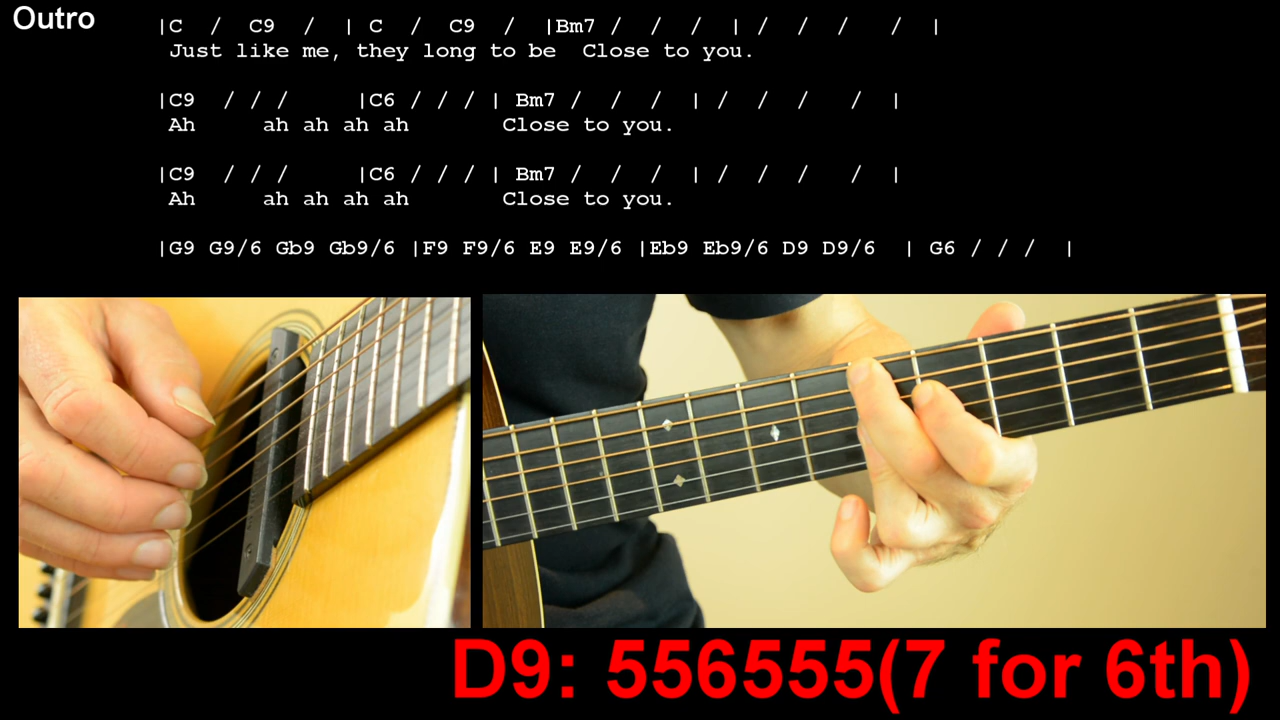 Outro
|C / C9 / | C / C9 / |Bm7 / / / | / / / / |
Just like me, they long to be Close to you.
|C9 / / / |C6 / / / | Bm7 / / / | / / / / |
Ah ah ah ah ah Close to you.
|C9 / / / |C6 / / / | Bm7 / / / | / / / / |
Ah ah ah ah ah Close to you.
|G9 G9/6 Gb9 Gb9/6 |F9 F9/6 E9 E9/6 |Eb9 Eb9/6 D9 D9/6 | G6 / / / |
D9: 556555(7 for 6th)